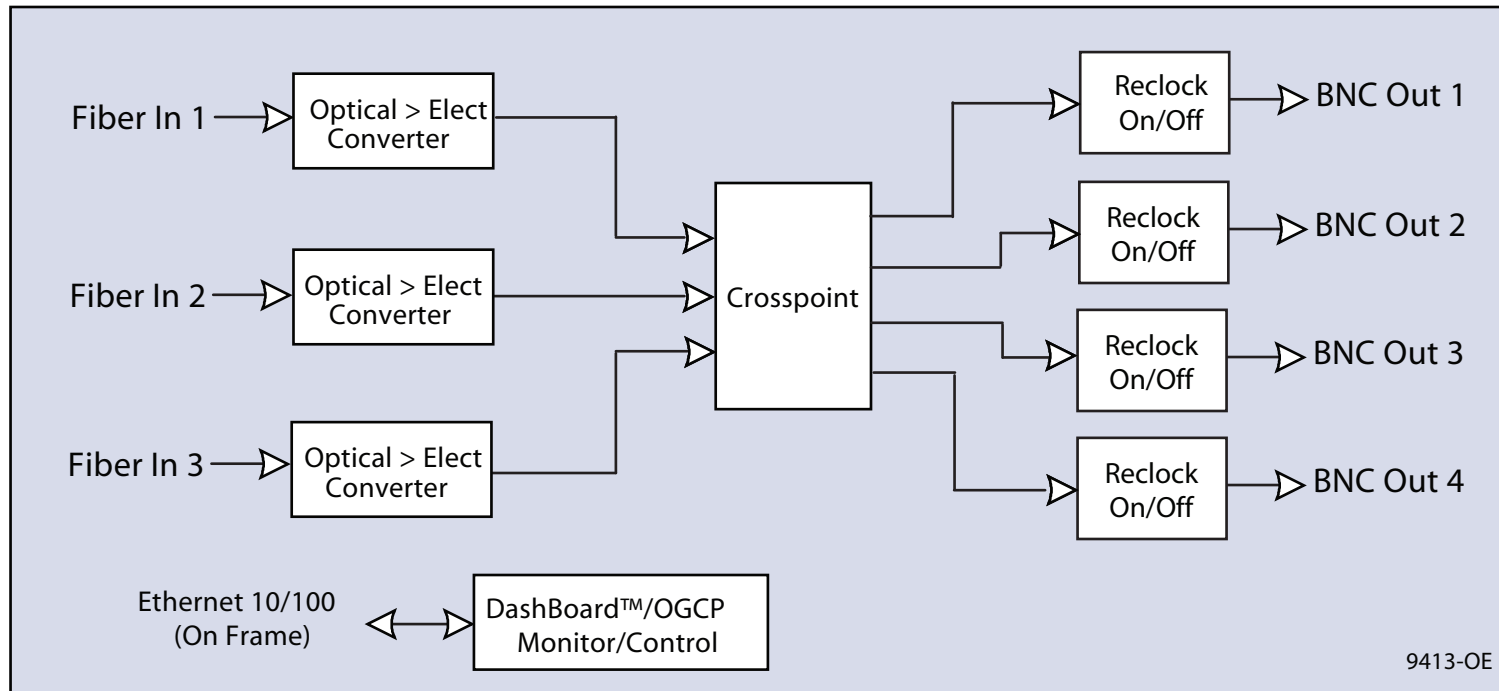 Fiber In 1
Optical > Elect
Converter
Fiber In 2
Optical > Elect
Converter
Fiber In 3
Optical > Elect
Converter
Crosspoint
Reclock
On/Off
BNC Out 1
Reclock
On/Off
BNC Out 2
Reclock
On/Off
BNC Out 3
Reclock
On/Off
BNC Out 4
Ethernet 10/100
(On Frame)
DashBoard™/OGCP
Monitor/Control
9413-OE